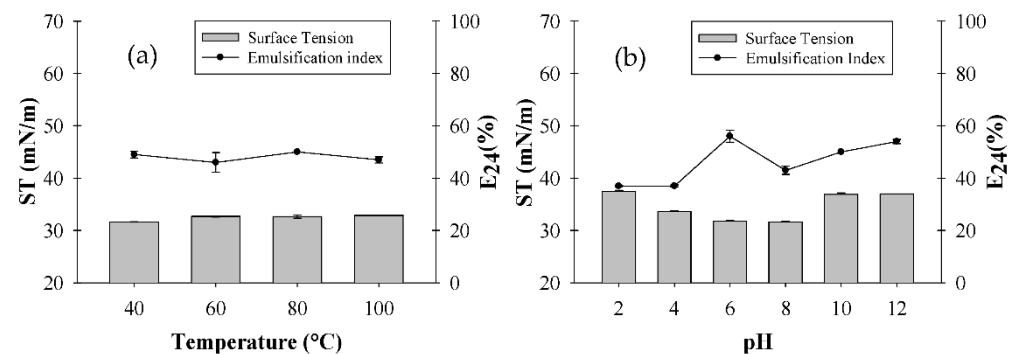 (a)
Surface Tension
Emulsification index
ST (mN/m)
70
60
50
40
30
20
E24(%)
100
80
60
40
20
0
40 60 80 100
Temperature (°C)
(b)
Surface Tension
Emulsification Index
ST (mN/m)
70
60
50
40
30
20
E24(%)
100
80
60
40
20
0
2 4 6 8 10 12
pH